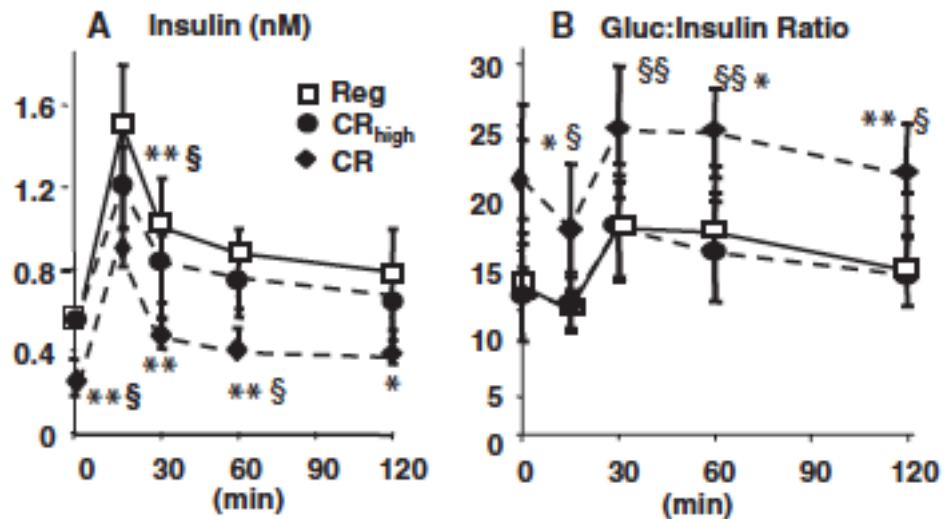 A Insulin (nM)
1.6
1.2
0.8
0.4
0
Reg
CRhigh
CR
** §
** §
**
** §
*
0 30 60 90 120
(min)
B Gluc:Insulin Ratio
30
25
20
15
10
5
0
* §
§§
§§ *
** §
0 30 60 90 120
(min)